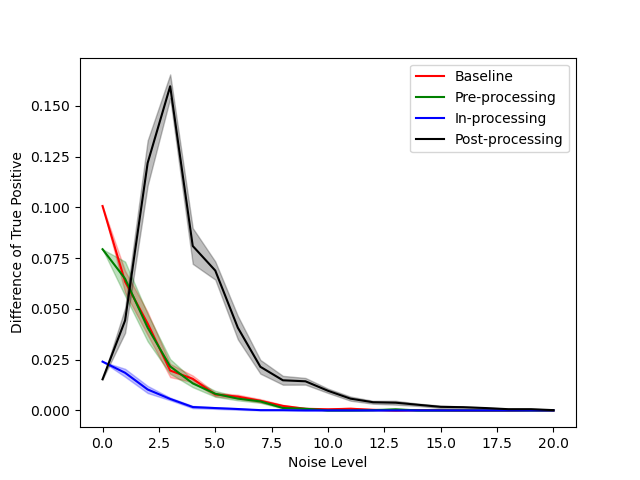 Baseline
Pre-processing
In-processing
Post-processing
Difference of True Positive
0.150
0.125
0.100
0.075
0.050
0.025
0.000
0.0 2.5 5.0 7.5 10.0 12.5 15.0 17.5 20.0
Noise Level